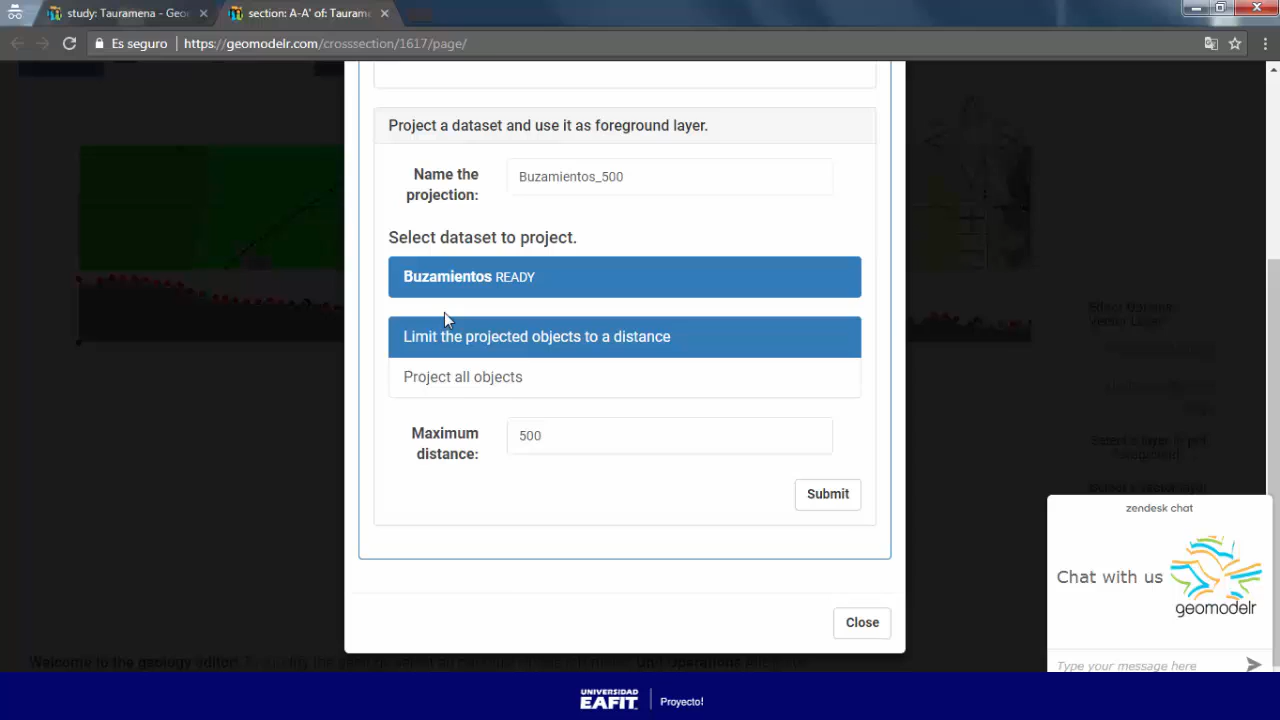 study: Tauramena - Geo
section: A-A' of: Taurame
Es seguro
https://geomodelr.com/crosssection/1617/page/
Project a dataset and use it as foreground layer.
Name the projection:
Buzamientos_500
Select dataset to project.
Buzamientos READY
Limit the projected objects to a distance
Project all objects
Maximum distance:
500
Submit
Close
zendesk chat
Chat with us
geomodelr
Type your message here
Welcome to the geology editor!
UNIVERSIDAD
EAFIT
Proyecto!